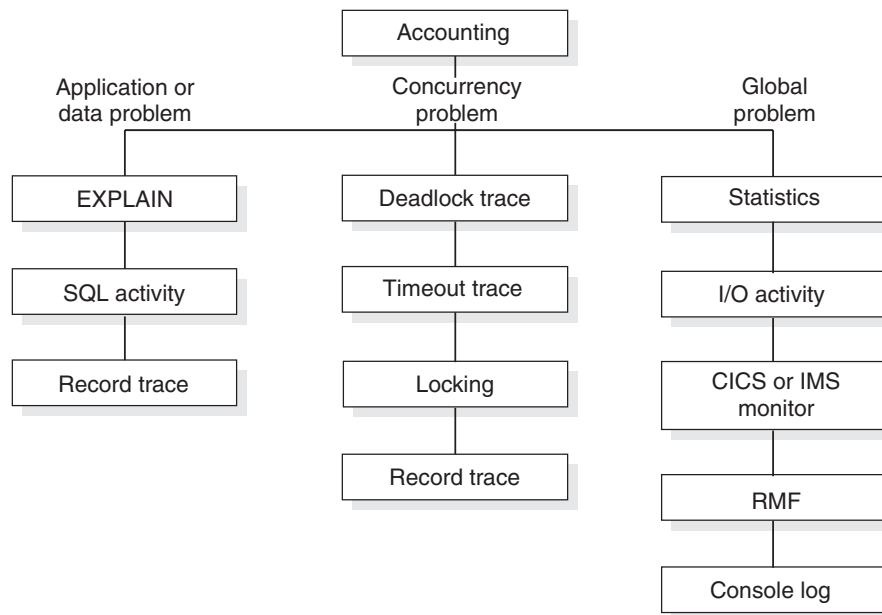 Accounting
Application or
data problem
Concurrency
problem
Global
problem
EXPLAIN
Deadlock trace
Statistics
SQL activity
Timeout trace
I/O activity
Record trace
Locking
CICS or IMS
monitor
Record trace
RMF
Console log